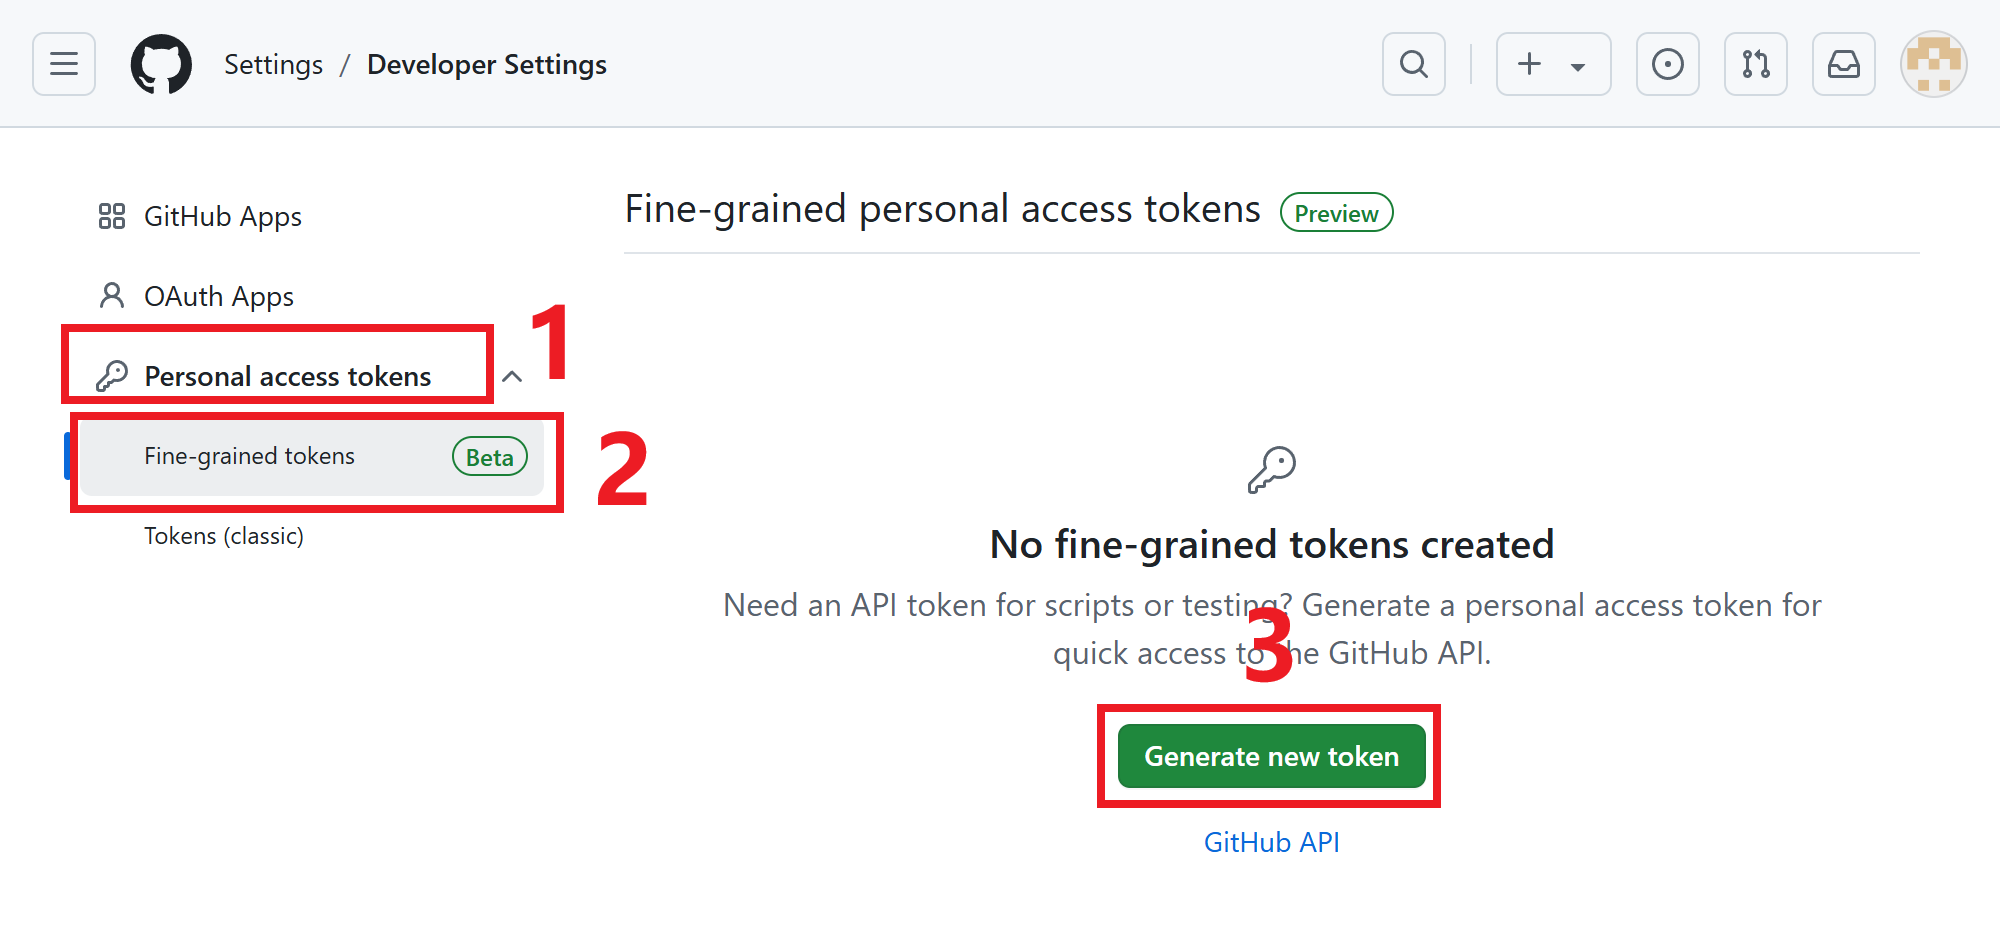 Settings / Developer Settings
GitHub Apps
OAuth Apps
Personal access tokens
1
Fine-grained tokens Beta
2
Tokens (classic)
Fine-grained personal access tokens Preview
No fine-grained tokens created
Need an API token for scripts or testing? Generate a personal access token for
quick access to the GitHub API.
3
Generate new token
GitHub API